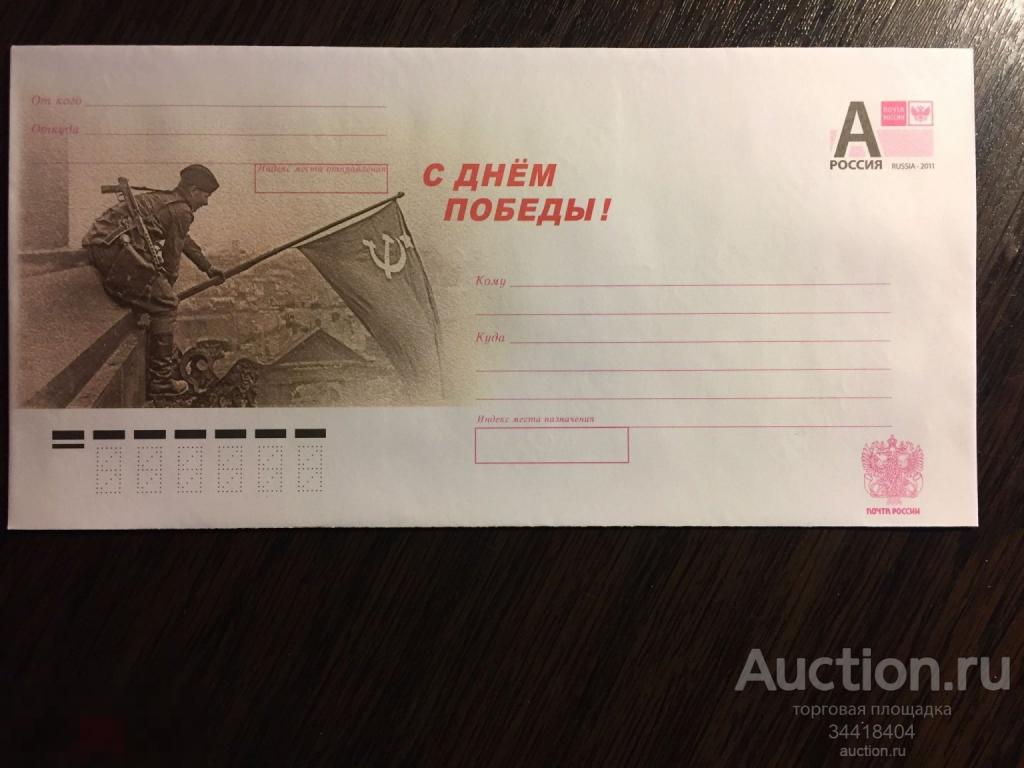 От кого
Откуда
Индекс места отправления
С ДНЁМ
ПОБЕДЫ!
А
ПОЧТА
РОССИИ
РОССИЯ RUSSIA - 2011
Кому
Куда
Индекс места назначения
ПОЧТА РОССИИ
Auction.ru
торговая площадка
34418404
auction.ru